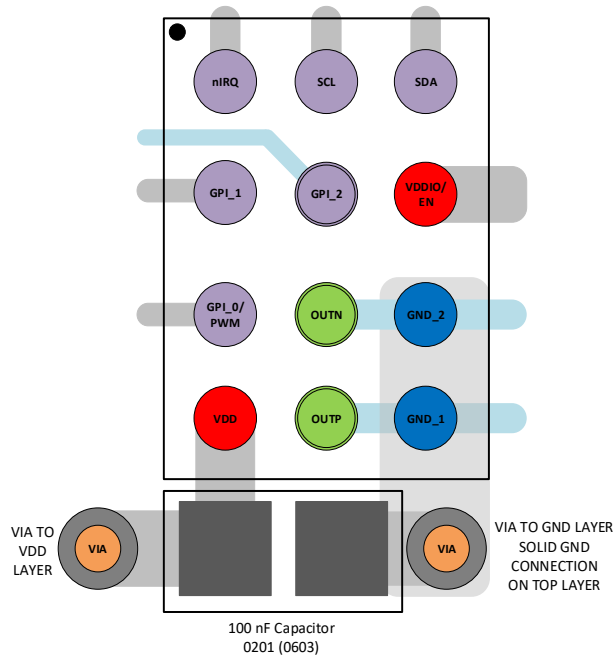 nIRQ
SCL
SDA
GPI_1
GPI_2
VDDIO/
EN
GPI_0/
PWM
OUTN
GND_2
VDD
OUTP
GND_1
VIA TO
VDD
LAYER
VIA
VIA
VIA TO GND LAYER
SOLID GND
CONNECTION
ON TOP LAYER
100 nF Capacitor
0201 (0603)